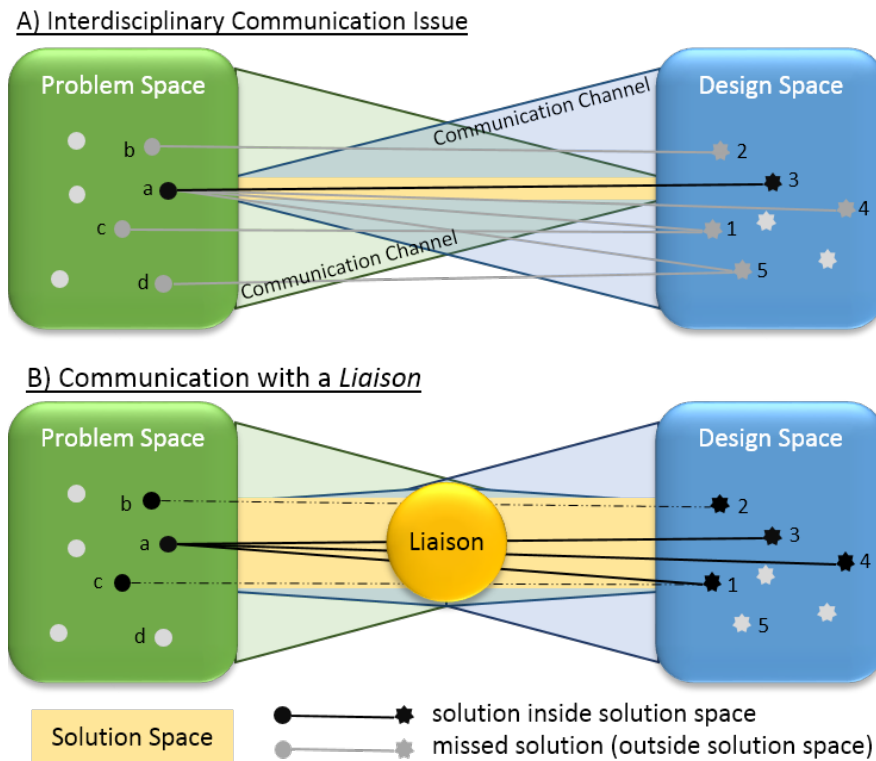 A) Interdisciplinary Communication Issue
Problem Space
Design Space
Communication Channel
b
2
a
3
4
c
1
Communication Channel
d
5
B) Communication with a Liaison
Problem Space
Design Space
b
2
a
Liaison
3
4
c
1
d
5
Solution Space
solution inside solution space
missed solution (outside solution space)